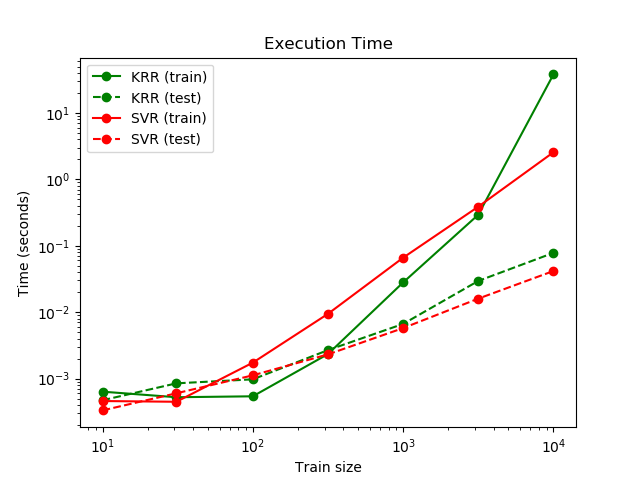 Execution Time
KRR (train)
KRR (test)
SVR (train)
SVR (test)
10¹
10⁰
10⁻¹
10⁻²
10⁻³
Time (seconds)
10¹ 10² 10³ 10⁴
Train size